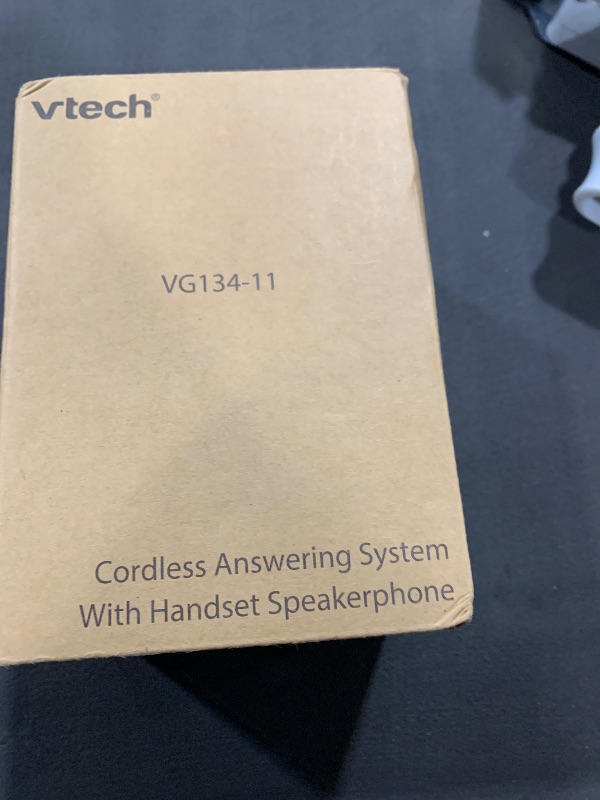 vtech®
VG134-11
Cordless Answering System
With Handset Speakerphone